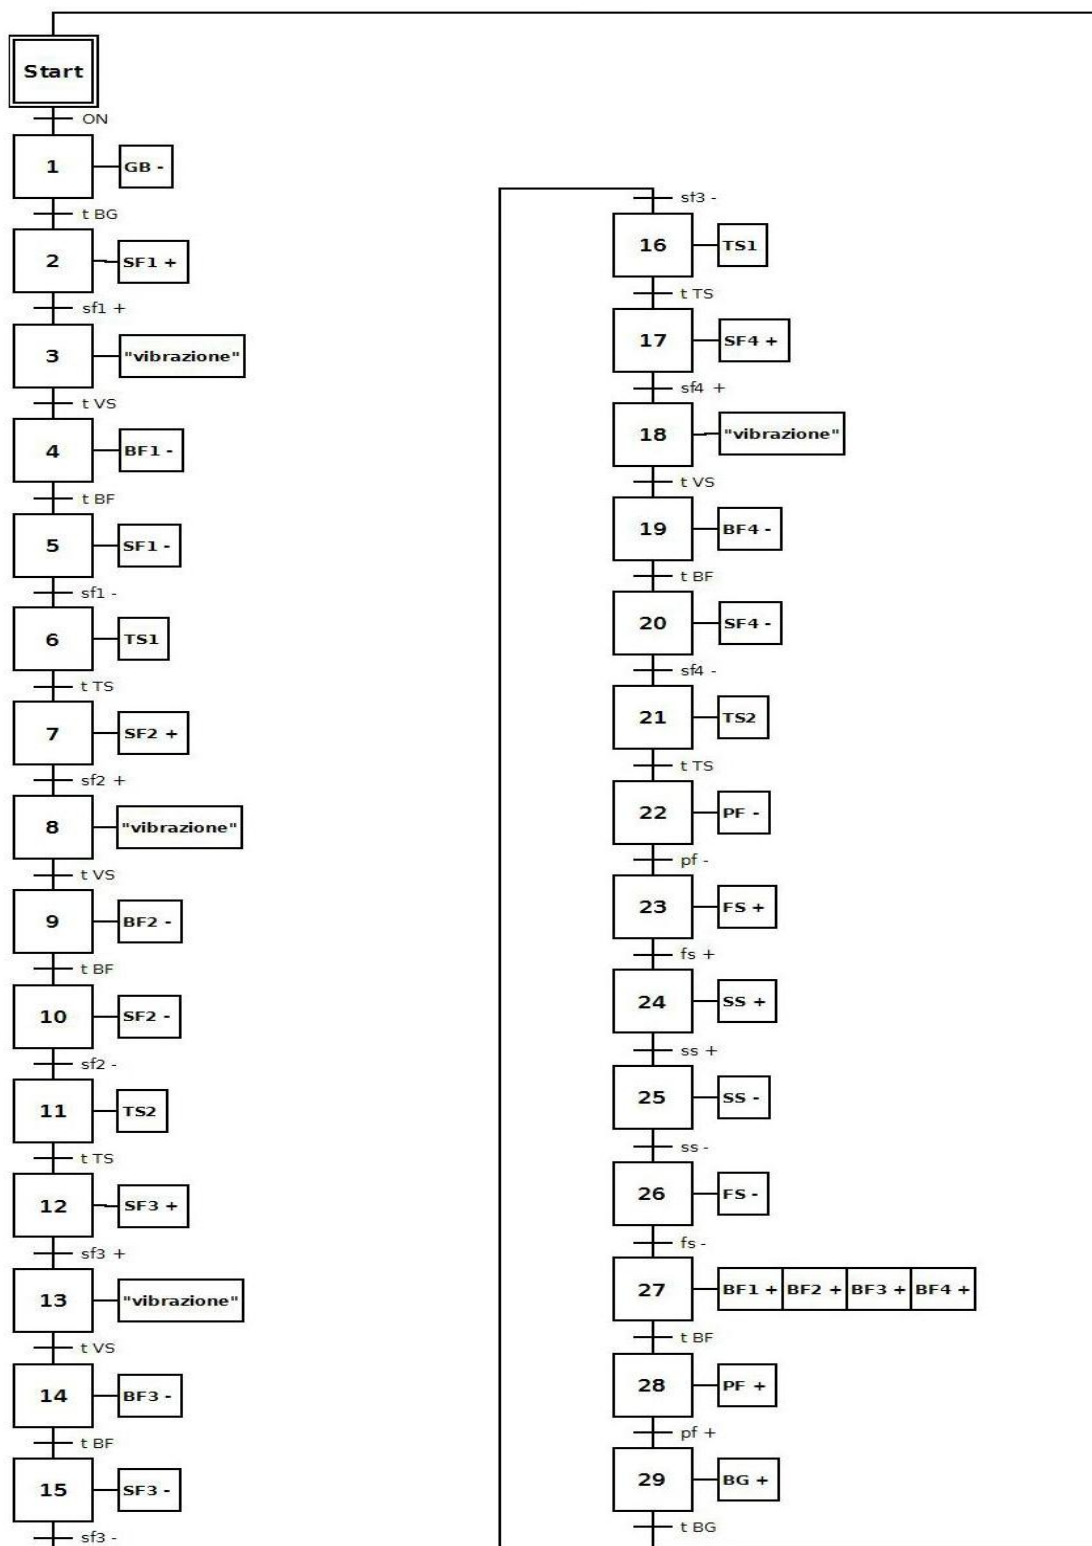 Start
ON
1 GB -
t BG
2 SF1 +
sf1 +
3 "vibrazione"
t VS
4 BF1 -
t BF
5 SF1 -
sf1 -
6 TS1
t TS
7 SF2 +
sf2 +
8 "vibrazione"
t VS
9 BF2 -
t BF
10 SF2 -
sf2 -
11 TS2
t TS
12 SF3 +
sf3 +
13 "vibrazione"
t VS
14 BF3 -
t BF
15 SF3 -
sf3 -
sf3 -
16 TS1
t TS
17 SF4 +
sf4 +
18 "vibrazione"
t VS
19 BF4 -
t BF
20 SF4 -
sf4 -
21 TS2
t TS
22 PF -
pf -
23 FS +
fs +
24 SS +
ss +
25 SS -
ss -
26 FS -
fs -
27 BF1 + BF2 + BF3 + BF4 +
t BF
28 PF +
pf +
29 BG +
t BG